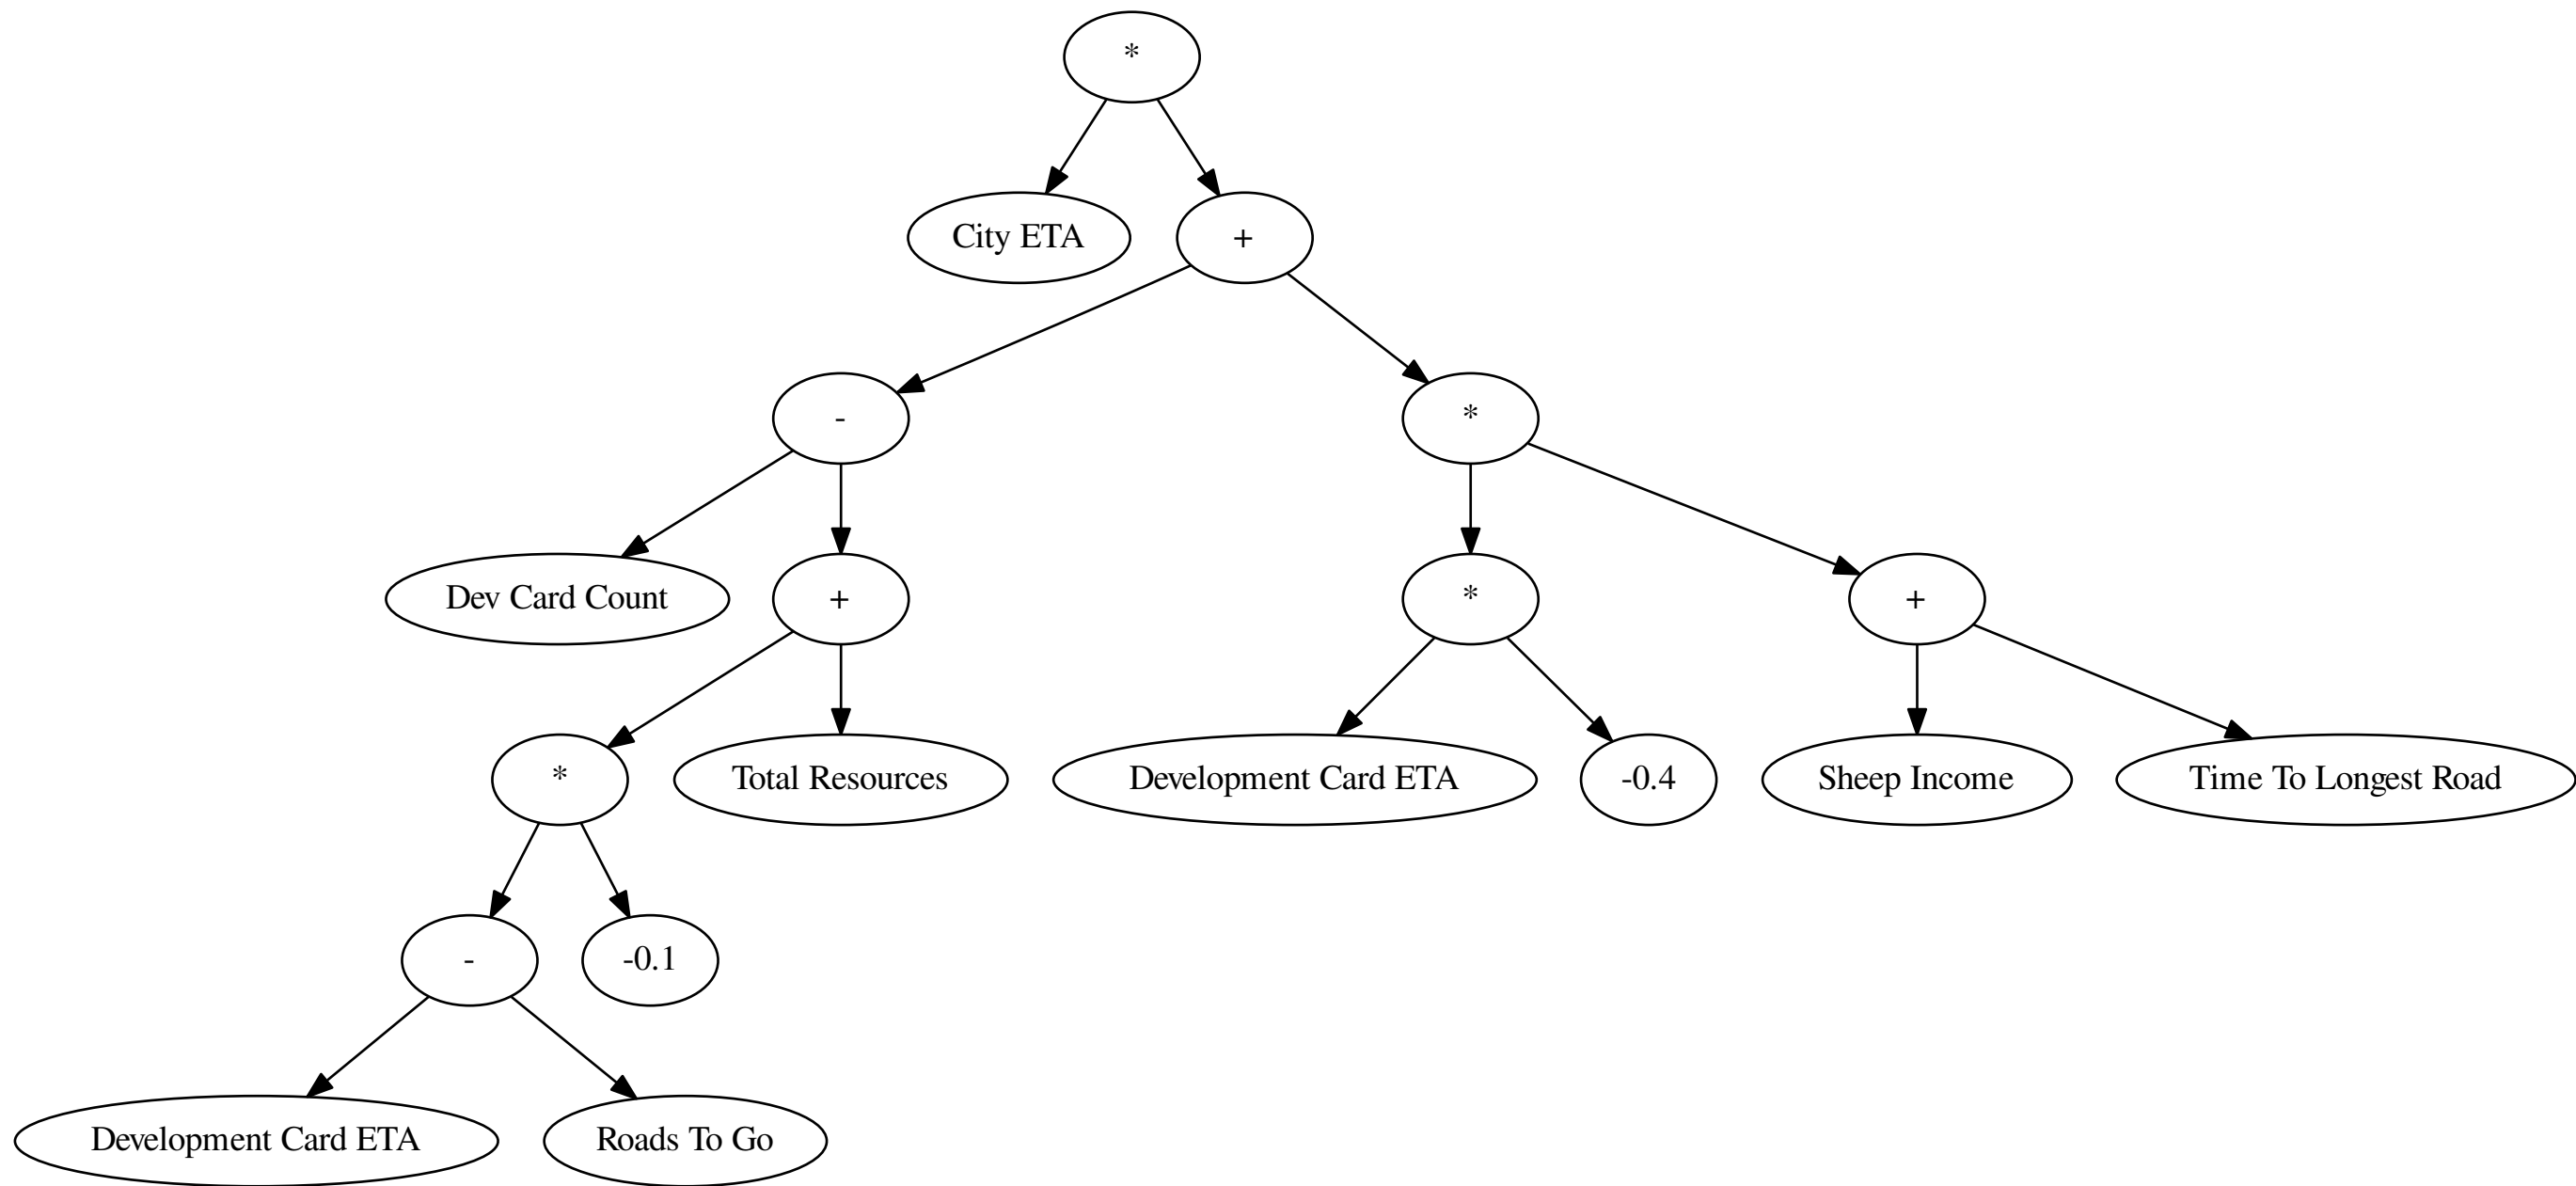 *
City ETA
+
-
*
Dev Card Count
+
*
+
*
Total Resources
Development Card ETA
-0.4
Sheep Income
Time To Longest Road
-
-0.1
Development Card ETA
Roads To Go